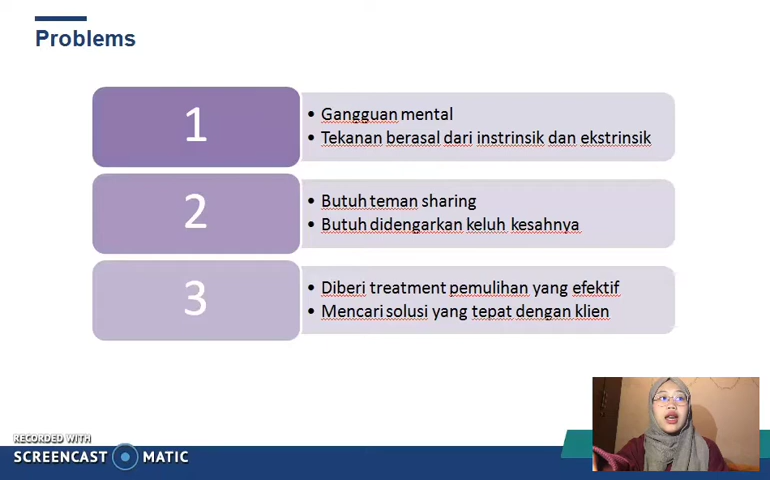 Problems
1
• Gangguan mental
• Tekanan berasal dari instrinsik dan ekstrinsik
2
• Butuh teman sharing
• Butuh didengarkan keluh kesahnya
3
• Diberi treatment pemulihan yang efektif
• Mencari solusi yang tepat dengan klien
RECORDED WITH
SCREENCAST MATIC